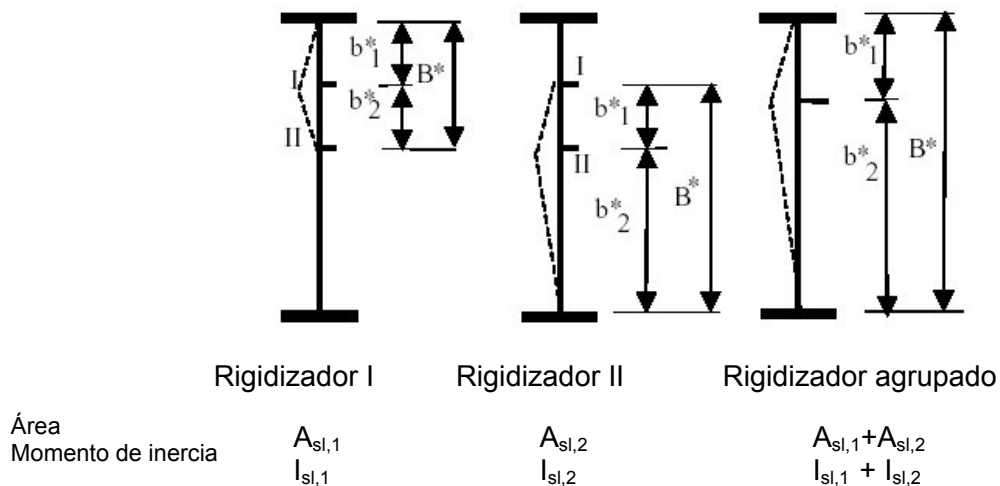 b*1
I
B*
b*2
II
I
b*1
II
B*
b*2
b*1
b*2
B*
Rigidizador I Rigidizador II Rigidizador agrupado
Área
Momento de inercia
Asl,1 Asl,2 Asl,1+Asl,2
Isl,1 Isl,2 Isl,1 + Isl,2